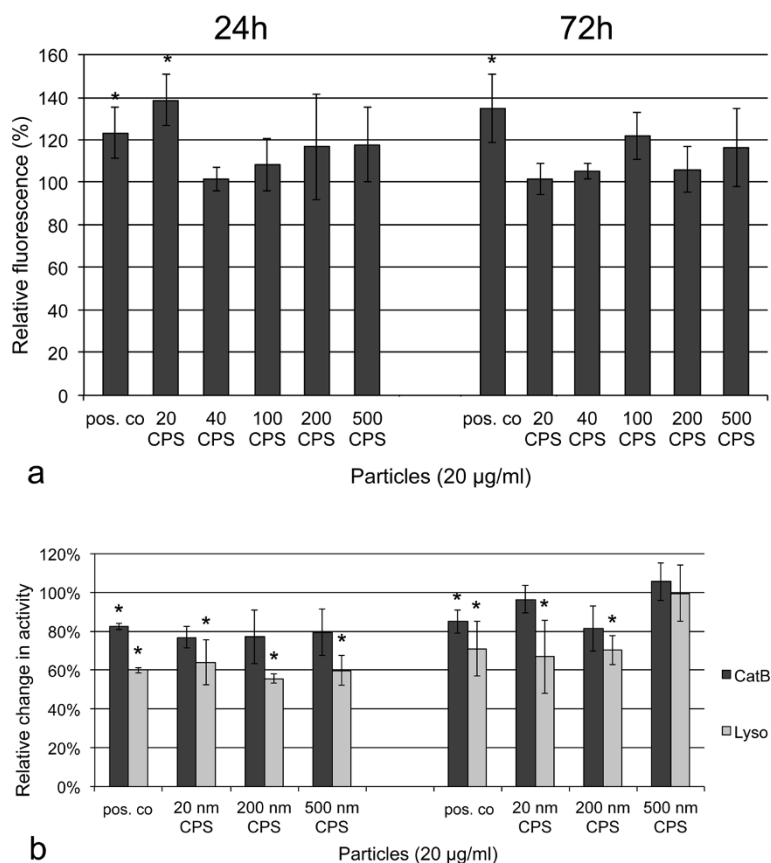 24h 72h
Relative fluorescence (%)
160
140
120
100
80
60
40
20
0
* * *
pos. co 20 40 100 200 500 pos. co 20 40 100 200 500
CPS CPS CPS CPS CPS CPS CPS CPS CPS CPS
Particles (20 µg/ml)
a
Relative change in activity
120%
100%
80%
60%
40%
20%
0%
* * * * * * * * *
CatB
Lyso
pos. co 20 nm 200 nm 500 nm pos. co 20 nm 200 nm 500 nm
CPS CPS CPS CPS CPS CPS
Particles (20 µg/ml)
b